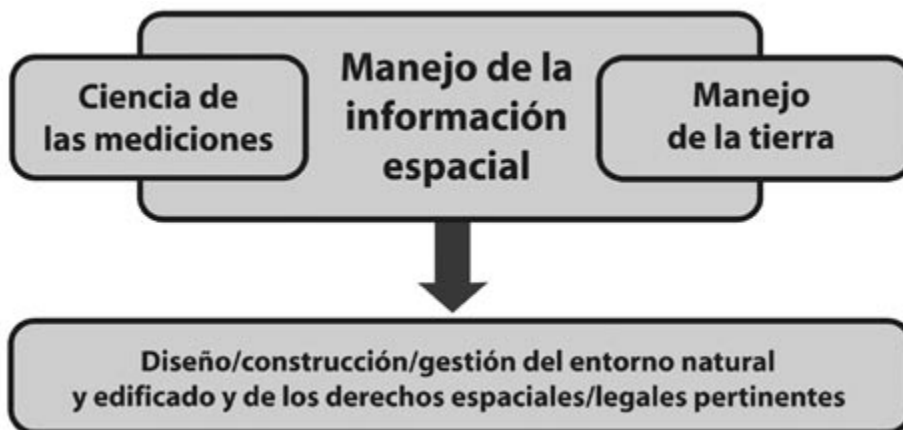 Ciencia de
las mediciones
Manejo de la
información
espacial
Manejo
de la tierra
Diseño/construcción/gestión del entorno natural
y edificado y de los derechos espaciales/legales pertinentes